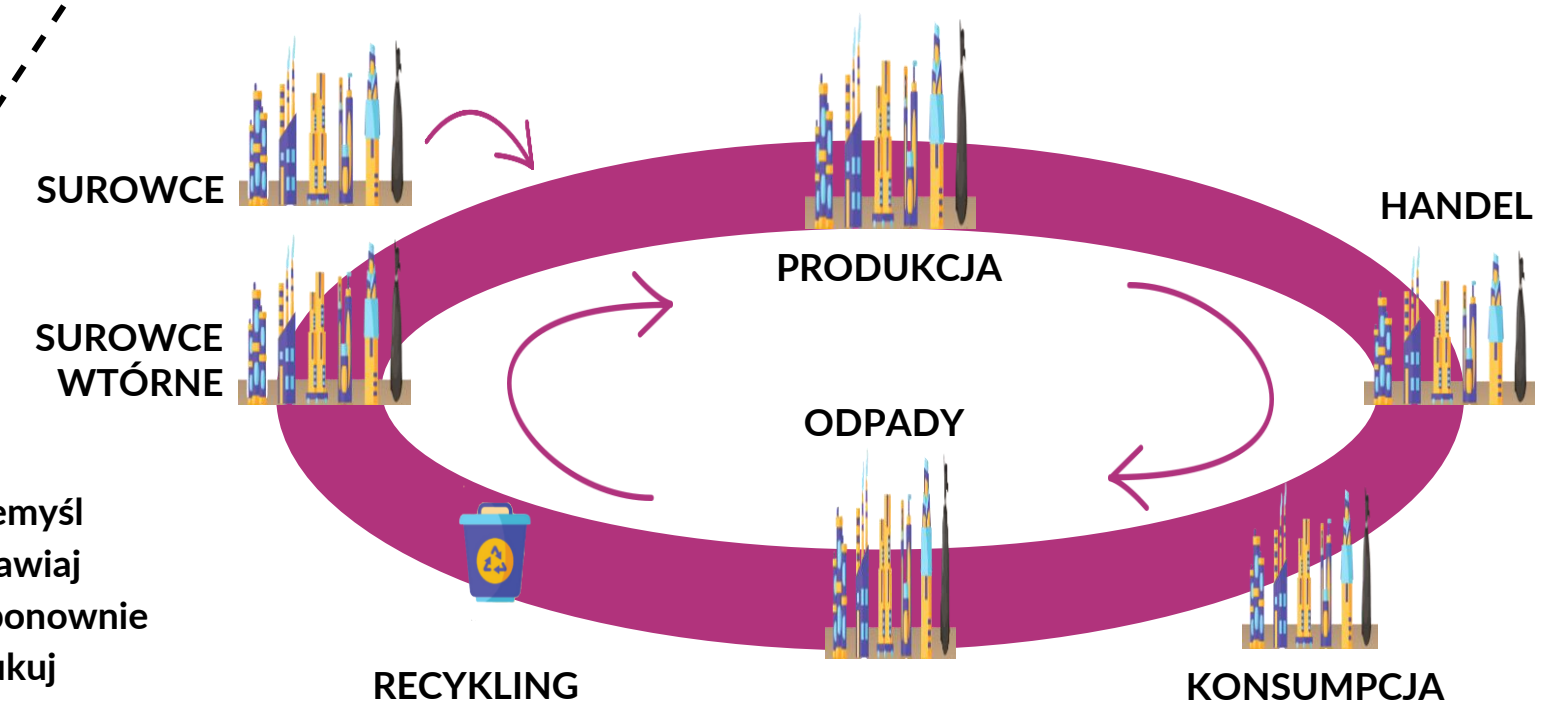 SUROWCE
PRODUKCJA
HANDEL
SUROWCE
WTÓRNE
ODPADY
emyśl
awiaj
ponownie
ukuj
RECYKLING
KONSUMPCJA